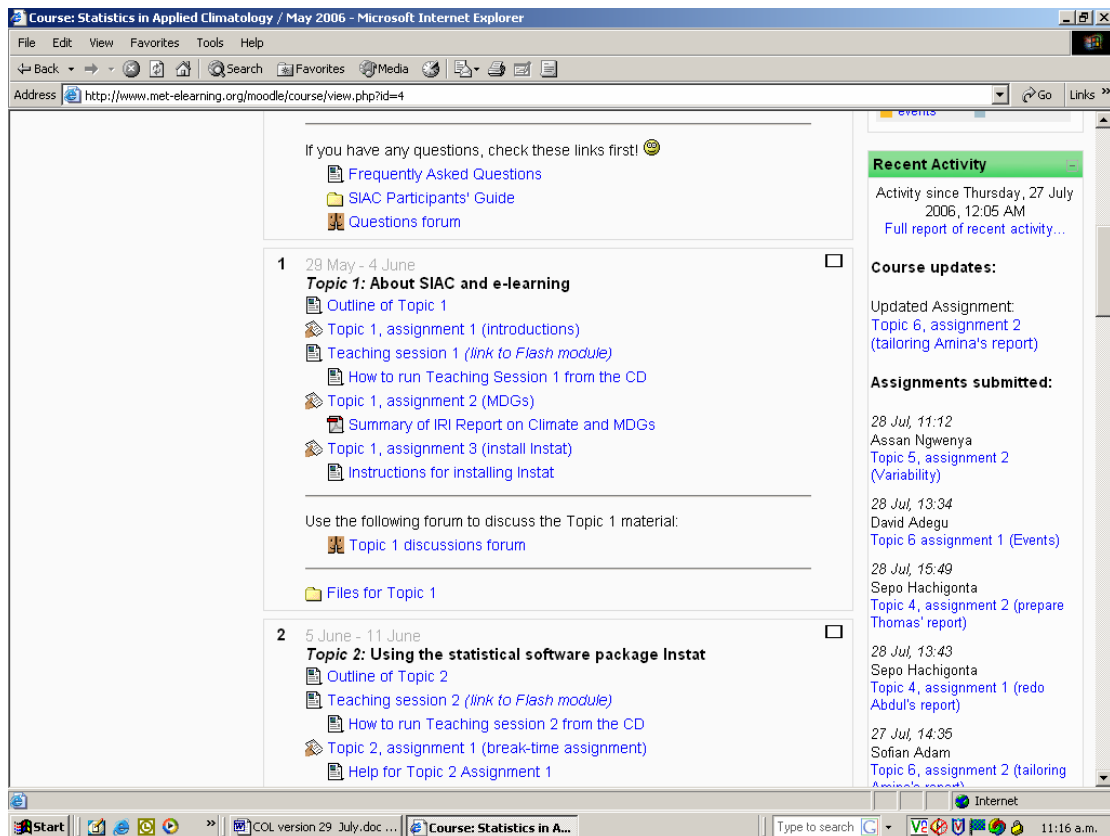 Course: Statistics in Applied Climatology / May 2006 - Microsoft Internet Explorer
File Edit View Favorites Tools Help
Back Search Favorites Media
Address http://www.met-elearning.org/moodle/course/view.php?id=4 Go Links »
If you have any questions, check these links first!
Frequently Asked Questions
SIAC Participants' Guide
Questions forum
1 29 May - 4 June
Topic 1: About SIAC and e-learning
Outline of Topic 1
Topic 1, assignment 1 (introductions)
Teaching session 1 (link to Flash module)
How to run Teaching Session 1 from the CD
Topic 1, assignment 2 (MDGs)
Summary of IRI Report on Climate and MDGs
Topic 1, assignment 3 (install Instat)
Instructions for installing Instat
Use the following forum to discuss the Topic 1 material:
Topic 1 discussions forum
Files for Topic 1
2 5 June - 11 June
Topic 2: Using the statistical software package Instat
Outline of Topic 2
Teaching session 2 (link to Flash module)
How to run Teaching session 2 from the CD
Topic 2, assignment 1 (break-time assignment)
Help for Topic 2 Assignment 1
events
Recent Activity
Activity since Thursday, 27 July
2006, 12:05 AM
Full report of recent activity...
Course updates:
Updated Assignment:
Topic 6, assignment 2
(tailoring Amina's report)
Assignments submitted:
28 Jul, 11:12
Assan Ngwenya
Topic 5, assignment 2
(Variability)
28 Jul, 13:34
David Adegu
Topic 6 assignment 1 (Events)
28 Jul, 15:49
Sepo Hachigonta
Topic 4, assignment 2 (prepare
Thomas' report)
28 Jul, 13:43
Sepo Hachigonta
Topic 4, assignment 1 (redo
Abdul's report)
27 Jul, 14:35
Sofian Adam
Topic 6, assignment 2 (tailoring
Amina's report)
Internet
Start » COL version 29 July.doc ... Course: Statistics in A... Type to search 11:16 a.m.